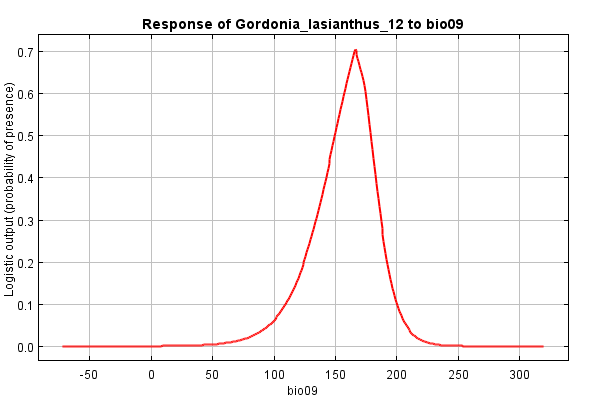 Response of Gordonia_lasianthus_12 to bio09
Logistic output (probability of presence)
0.7
0.6
0.5
0.4
0.3
0.2
0.1
0.0
-50 0 50 100 150 200 250 300
bio09